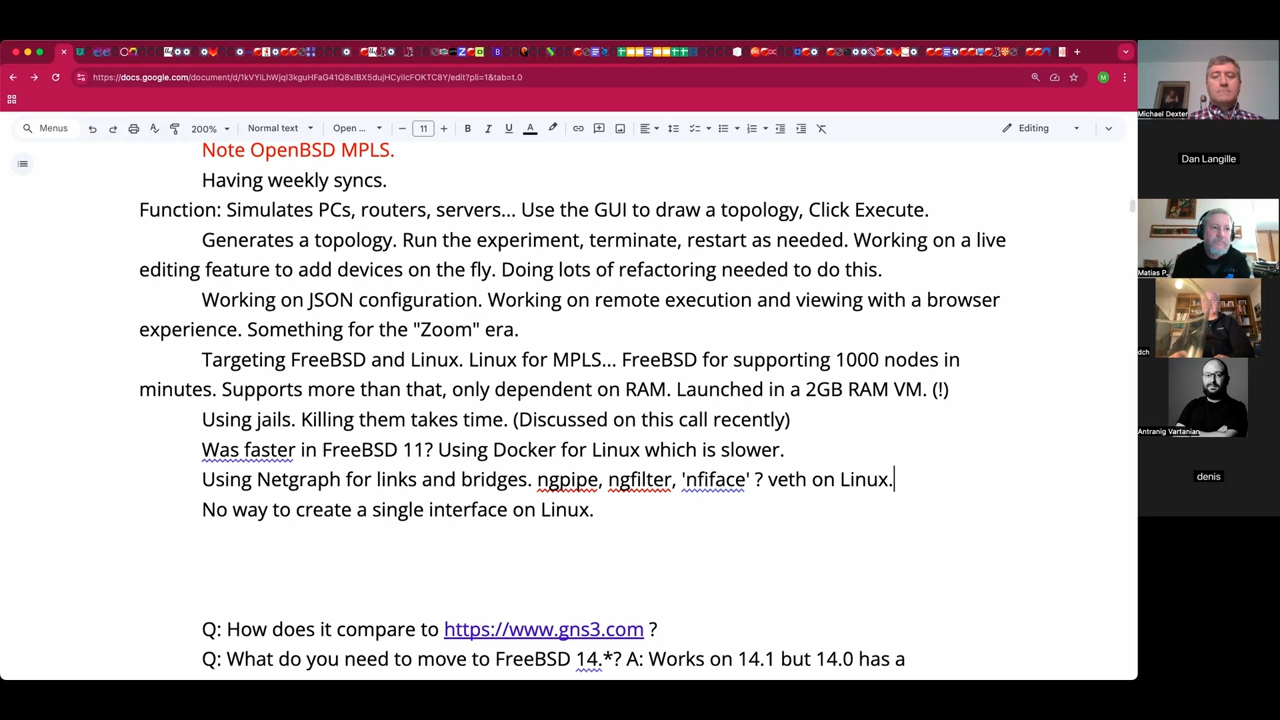 https://docs.google.com/document/d/1kVYiLhWjqI3kguHFaG41Q8xIBX5dujHCyiIcFOKTC8Y/edit?pli=1&tab=t.0
M
Menus
200%
Normal text
Open ...
11
B I U A
Editing
Note OpenBSD MPLS.
Having weekly syncs.
Function: Simulates PCs, routers, servers... Use the GUI to draw a topology, Click Execute.
Generates a topology. Run the experiment, terminate, restart as needed. Working on a live
editing feature to add devices on the fly. Doing lots of refactoring needed to do this.
Working on JSON configuration. Working on remote execution and viewing with a browser
experience. Something for the "Zoom" era.
Targeting FreeBSD and Linux. Linux for MPLS... FreeBSD for supporting 1000 nodes in
minutes. Supports more than that, only dependent on RAM. Launched in a 2GB RAM VM. (!)
Using jails. Killing them takes time. (Discussed on this call recently)
Was faster in FreeBSD 11? Using Docker for Linux which is slower.
Using Netgraph for links and bridges. ngpipe, ngfilter, 'nfiface' ? veth on Linux.
No way to create a single interface on Linux.
Q: How does it compare to https://www.gns3.com ?
Q: What do you need to move to FreeBSD 14.*? A: Works on 14.1 but 14.0 has a
Michael Dexter
Dan Langille
Matias P.
dch
Antranig Vartanian
denis